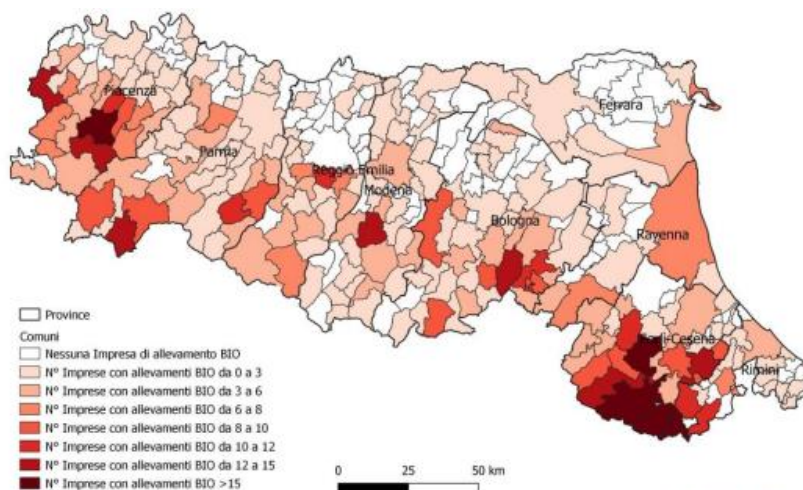 Piacenza
Ferrara
Parma
Reggio Emilia
Modena
Bologna
Ravenna
Forlì-Cesena
Rimini
Province
Comuni
Nessuna Impresa di allevamento BIO
N° Imprese con allevamenti BIO da 0 a 3
N° Imprese con allevamenti BIO da 3 a 6
N° Imprese con allevamenti BIO da 6 a 8
N° Imprese con allevamenti BIO da 8 a 10
N° Imprese con allevamenti BIO da 10 a 12
N° Imprese con allevamenti BIO da 12 a 15
N° Imprese con allevamenti BIO >15
0 25 50 km